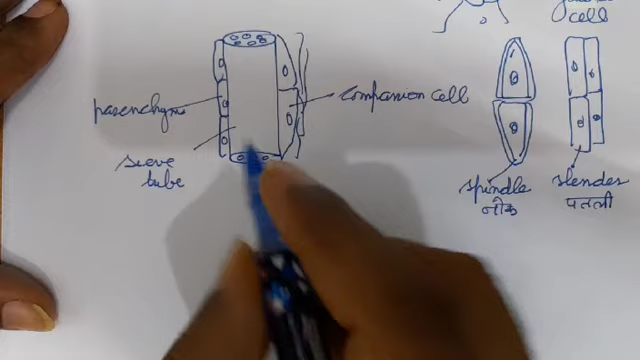 cell
parenchyma
companion cell
sieve
tube
spindle
नोंक
slender
पतली